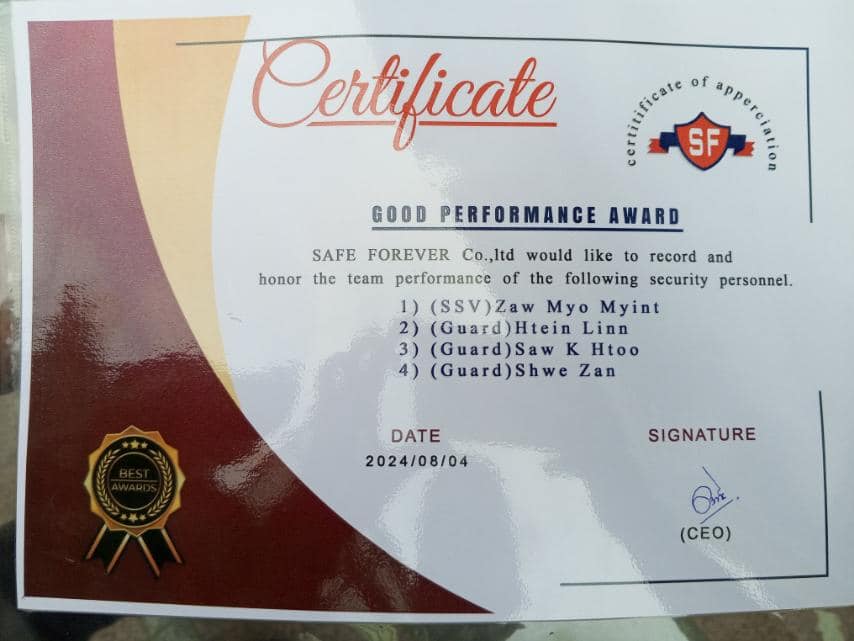 Certificate
certitificate of apperciation
SF
GOOD PERFORMANCE AWARD
SAFE FOREVER Co.,ltd would like to record and
honor the team performance of the following security personnel.
1) (SSV)Zaw Myo Myint
2) (Guard)Htein Linn
3) (Guard)Saw K Htoo
4) (Guard)Shwe Zan
BEST
AWARDS
DATE
2024/08/04
SIGNATURE
(CEO)